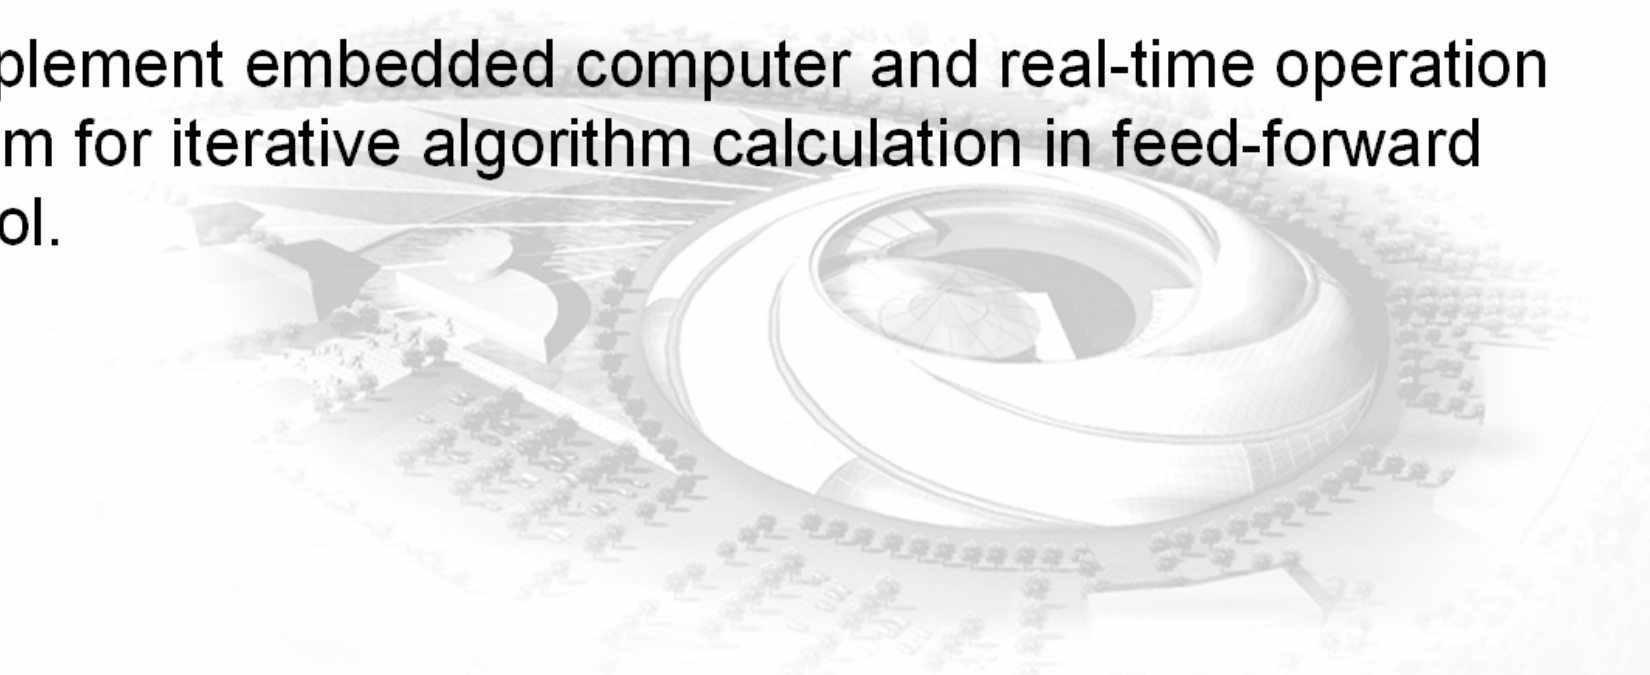 plement embedded computer and real-time operation
m for iterative algorithm calculation in feed-forward
ol.